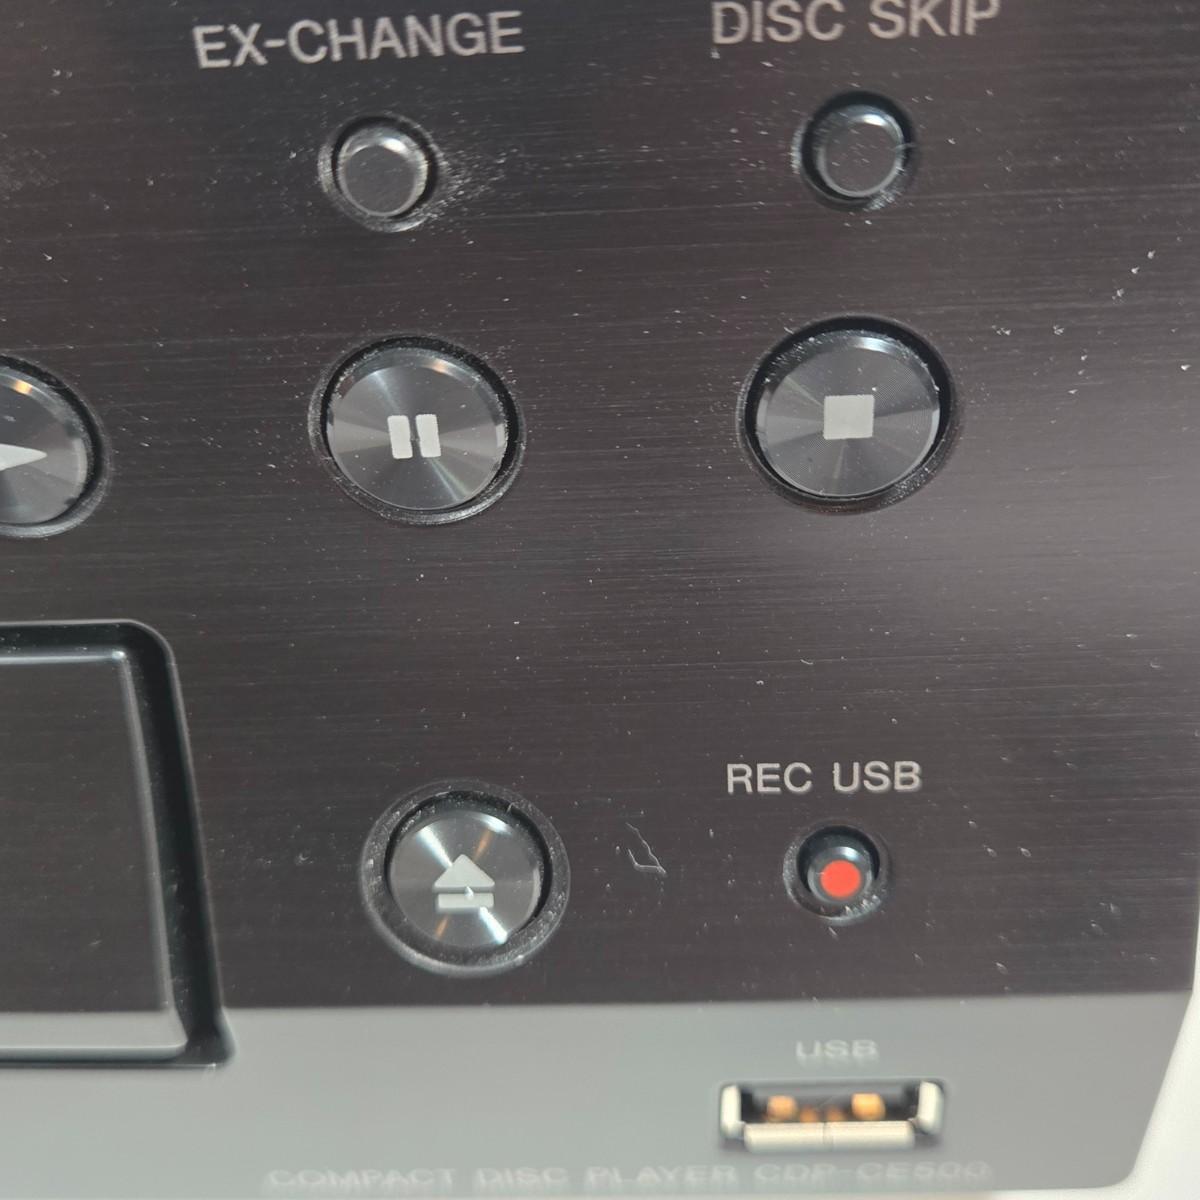 EX-CHANGE
DISC SKIP
REC USB
USB
COMPACT DISC PLAYER CDP-CE500